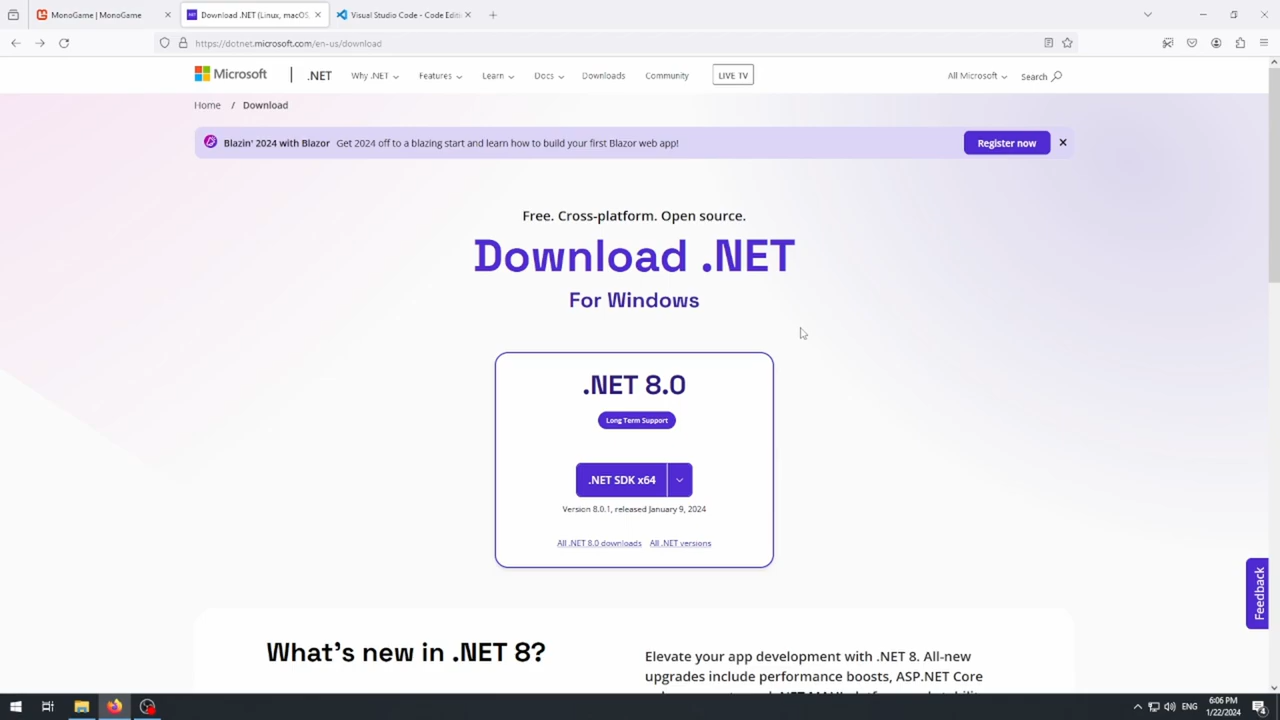 MonoGame | MonoGame
Download .NET (Linux, macOS,
Visual Studio Code - Code Edit
https://dotnet.microsoft.com/en-us/download
Microsoft
.NET
Why .NET
Features
Learn
Docs
Downloads
Community
LIVE TV
All Microsoft
Search
Home / Download
Blazin' 2024 with Blazor Get 2024 off to a blazing start and learn how to build your first Blazor web app!
Register now
Free. Cross-platform. Open source.
Download .NET
For Windows
.NET 8.0
Long Term Support
.NET SDK x64
Version 8.0.1, released January 9, 2024
All .NET 8.0 downloads All .NET versions
Feedback
What's new in .NET 8?
Elevate your app development with .NET 8. All-new
upgrades include performance boosts, ASP.NET Core
ENG
6:06 PM
1/22/2024
4